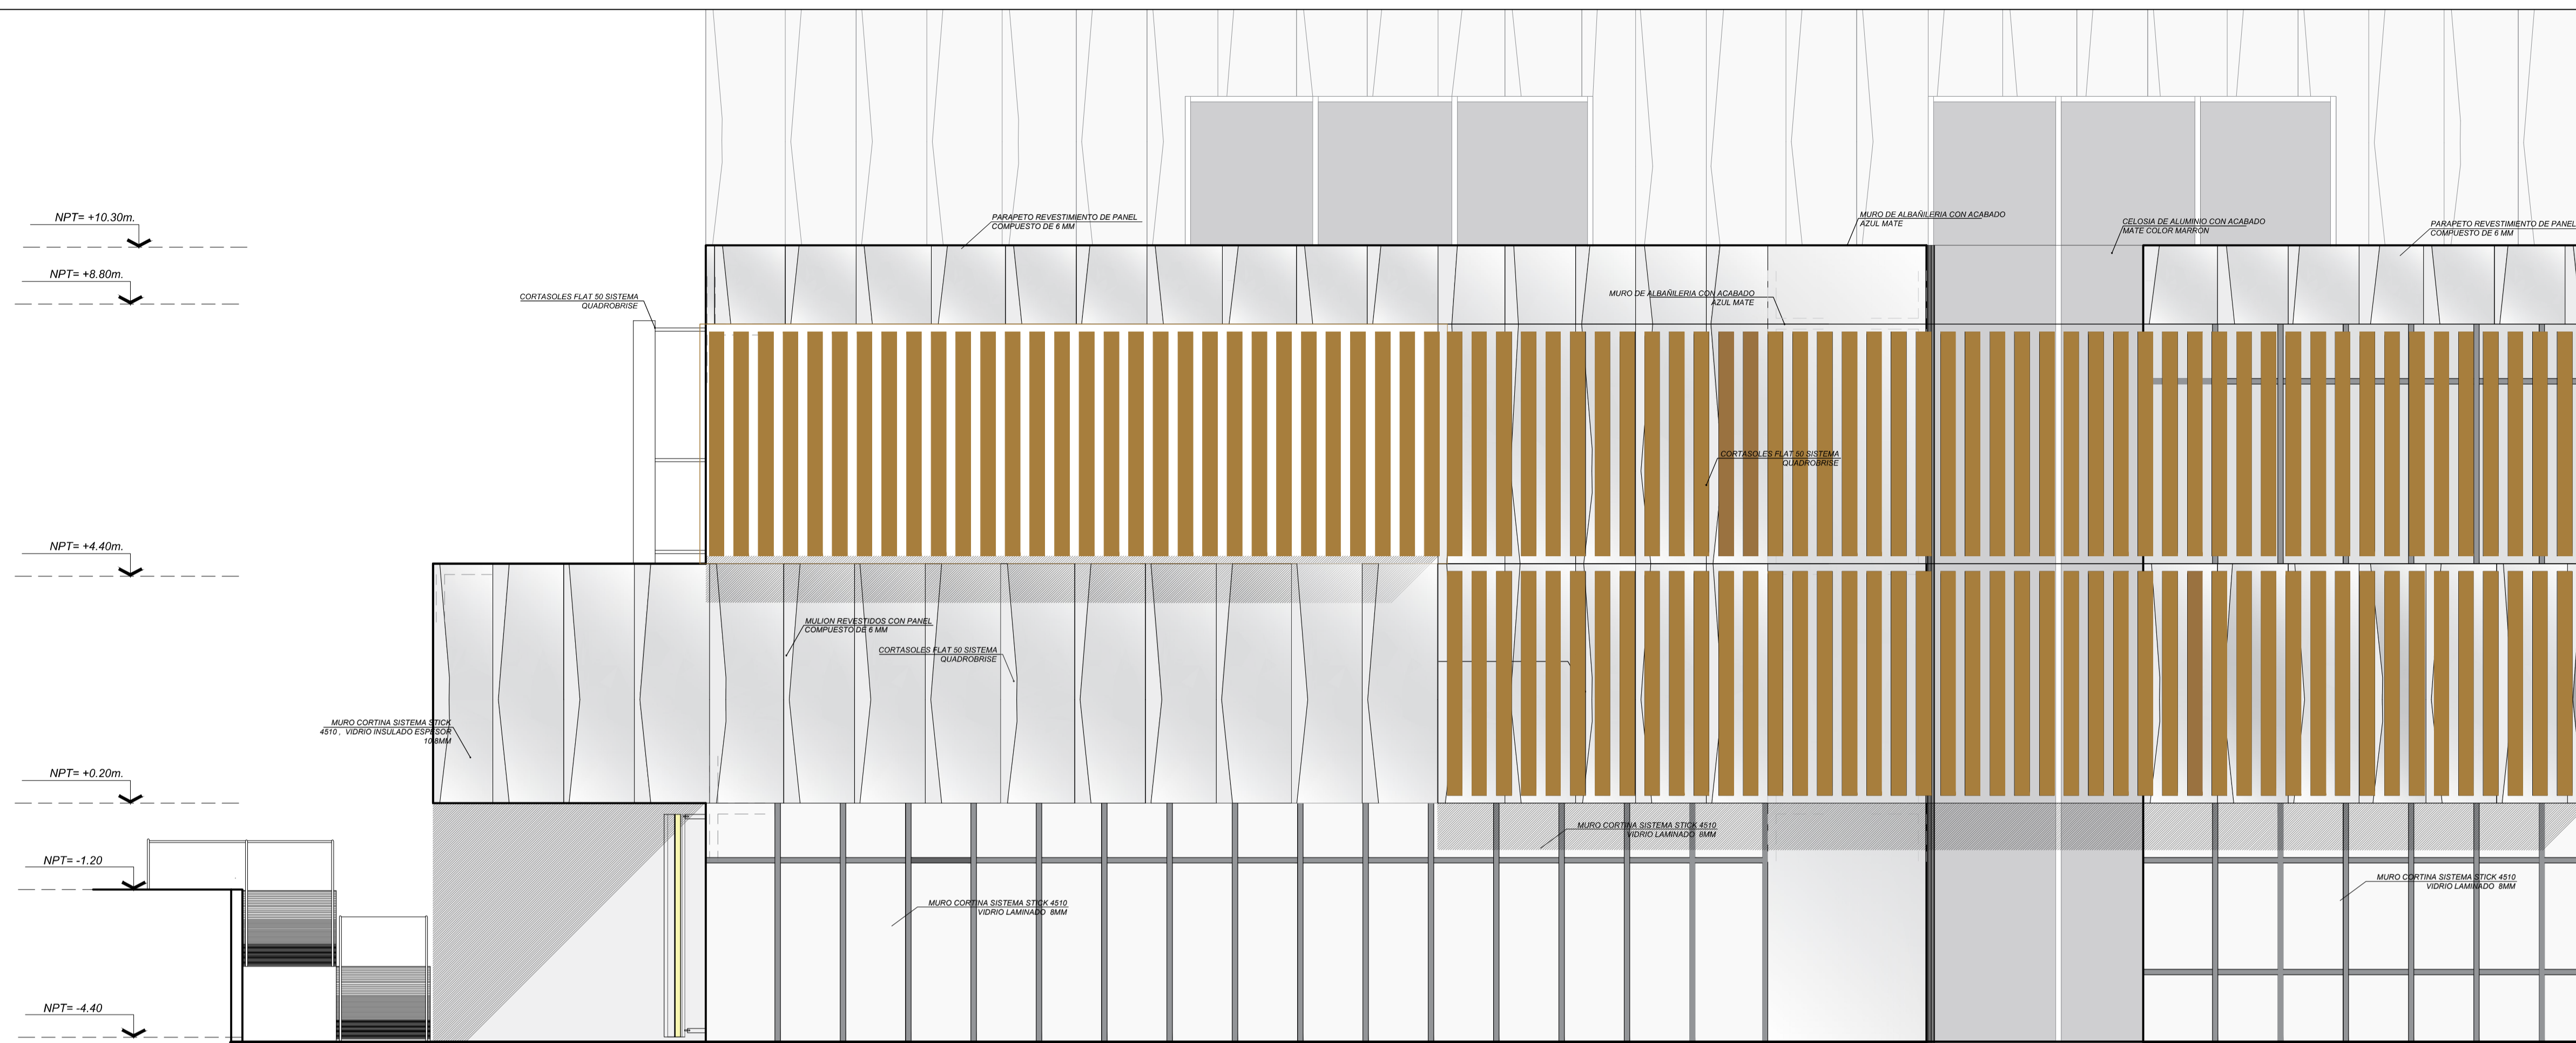 NPT= +10.30m.
NPT= +8.80m.
NPT= +4.40m.
NPT= +0.20m.
NPT= -1.20
NPT= -4.40
PARAPETO REVESTIMIENTO DE PANEL
COMPUESTO DE 6 MM
MURO DE ALBAÑILERIA CON ACABADO
AZUL MATE
CELOSIA DE ALUMINIO CON ACABADO
MATE COLOR MARRON
PARAPETO REVESTIMIENTO DE PANEL
COMPUESTO DE 6 MM
CORTASOLES FLAT 50 SISTEMA
QUADROBRISE
MURO DE ALBAÑILERIA CON ACABADO
AZUL MATE
CORTASOLES FLAT 50 SISTEMA
QUADROBRISE
MULION REVESTIDOS CON PANEL
COMPUESTO DE 6 MM
CORTASOLES FLAT 50 SISTEMA
QUADROBRISE
MURO CORTINA SISTEMA STICK
4510 , VIDRIO INSULADO ESPESOR
10.8MM
MURO CORTINA SISTEMA STICK 4510
VIDRIO LAMINADO 8MM
MURO CORTINA SISTEMA STICK 4510
VIDRIO LAMINADO 8MM
MURO CORTINA SISTEMA STICK 4510
VIDRIO LAMINADO 8MM